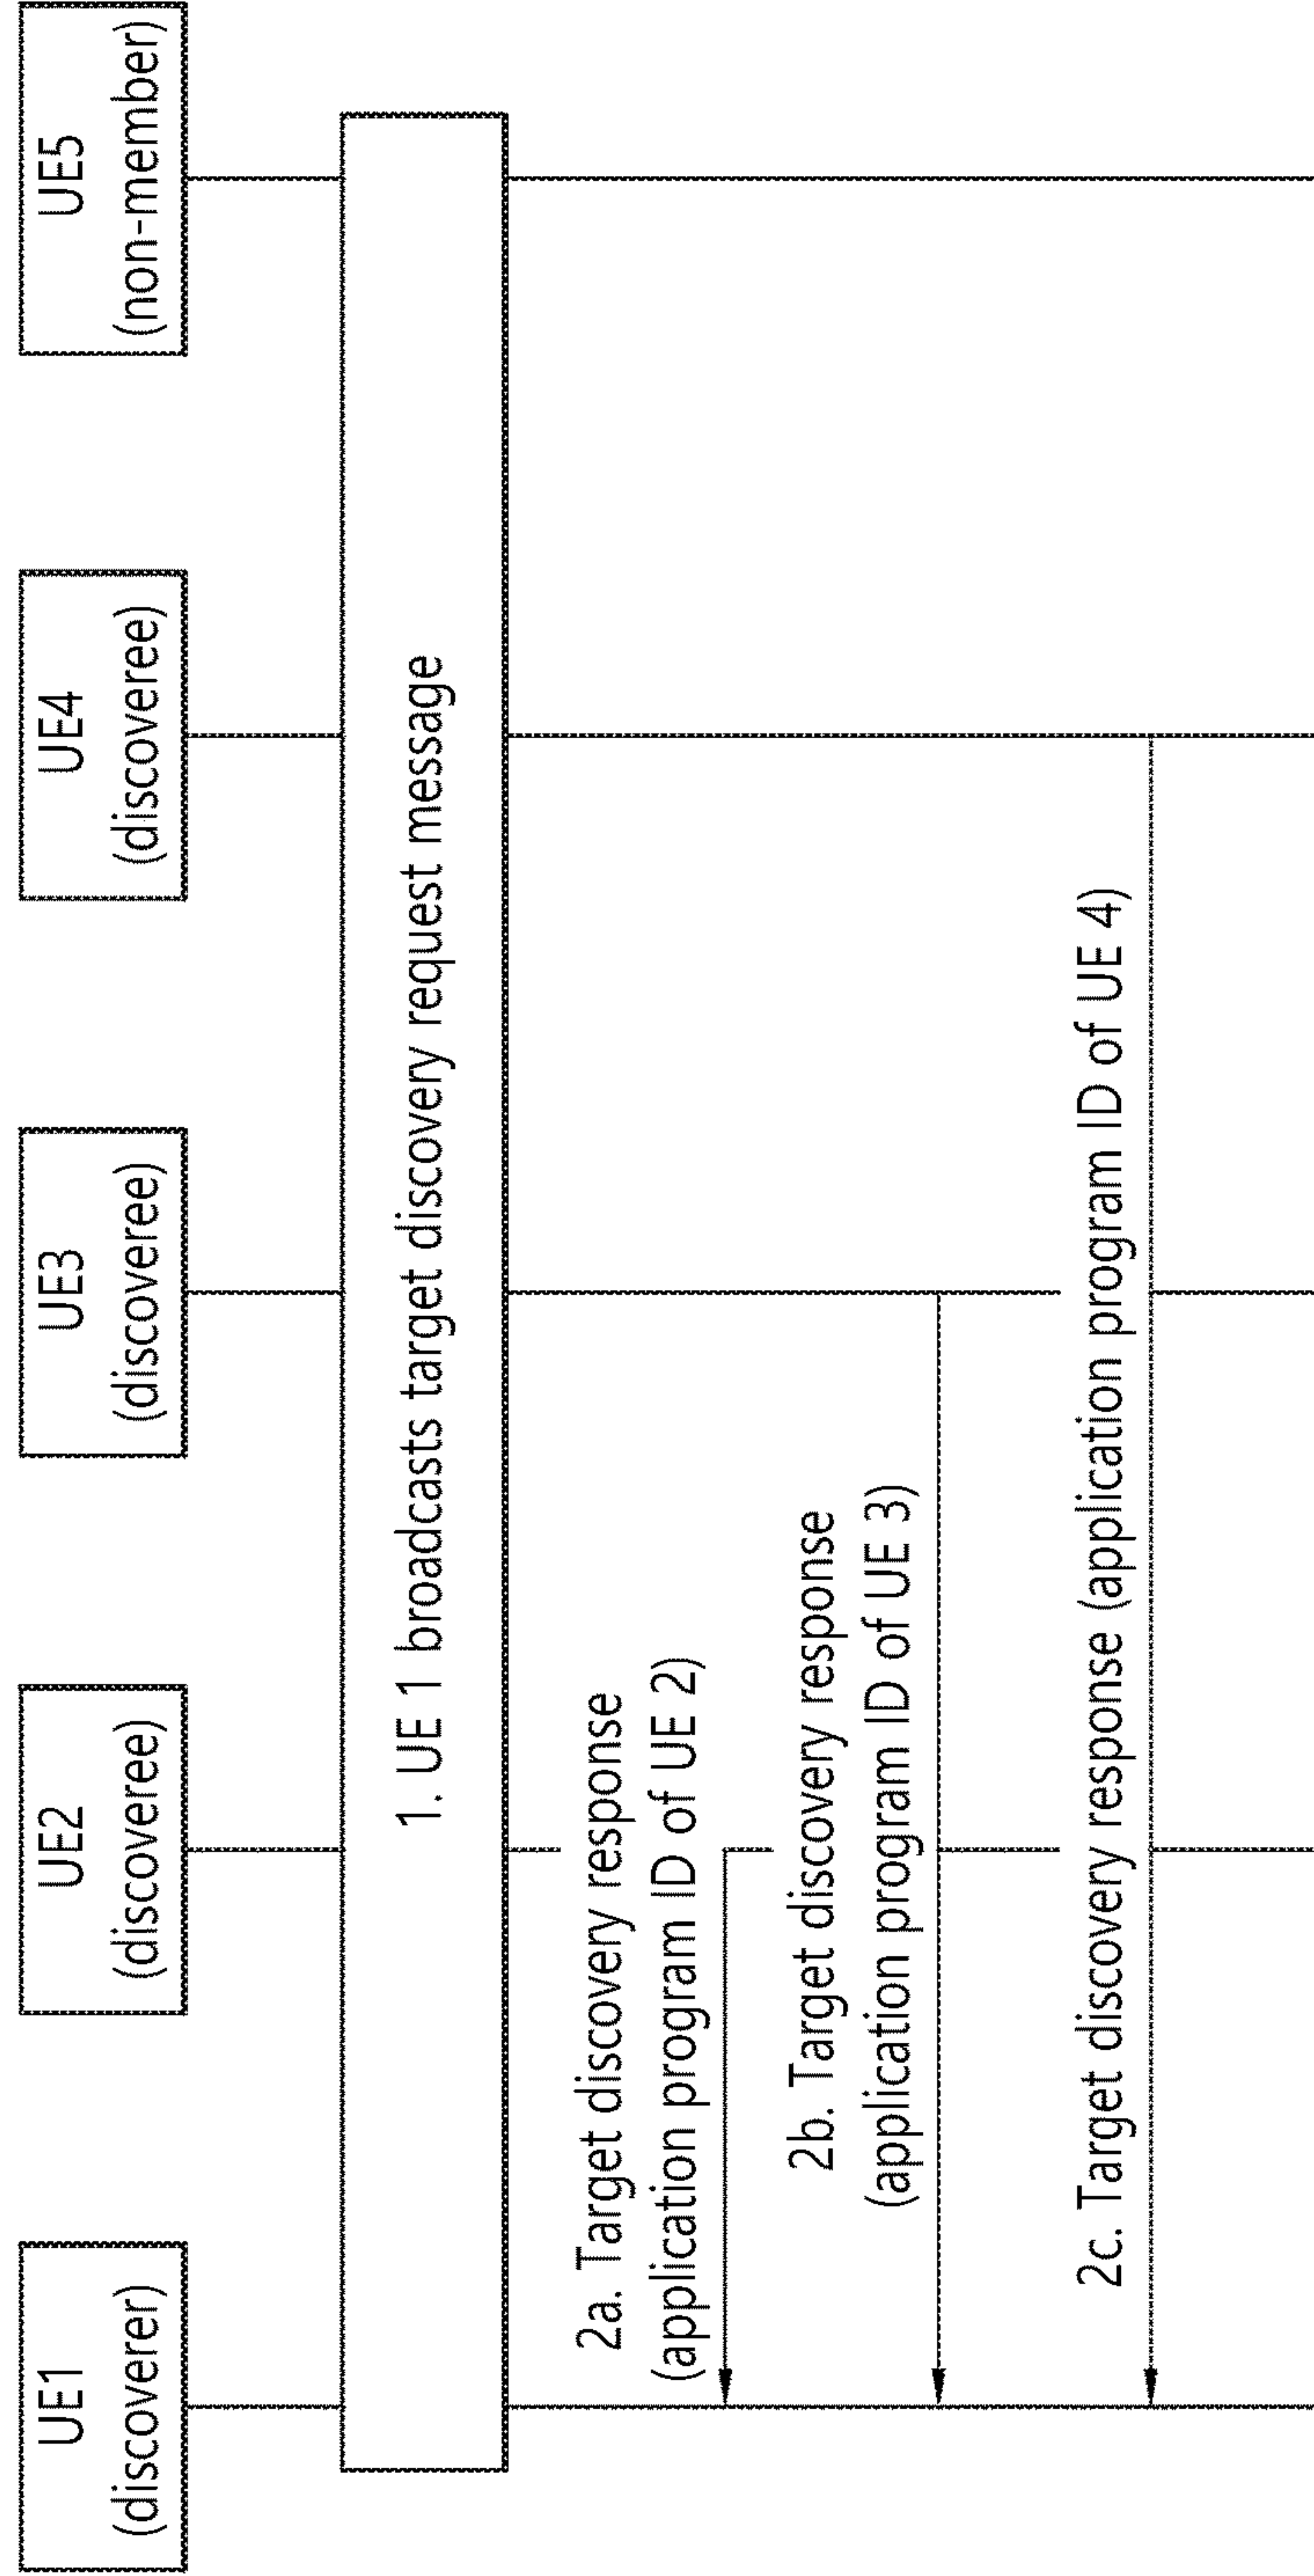 UE1
(discoverer)
UE2
(discoveree)
UE3
(discoveree)
UE4
(discoveree)
UE5
(non-member)
1. UE 1 broadcasts target discovery request message
2a. Target discovery response
(application program ID of UE 2)
2b. Target discovery response
(application program ID of UE 3)
2c. Target discovery response (application program ID of UE 4)